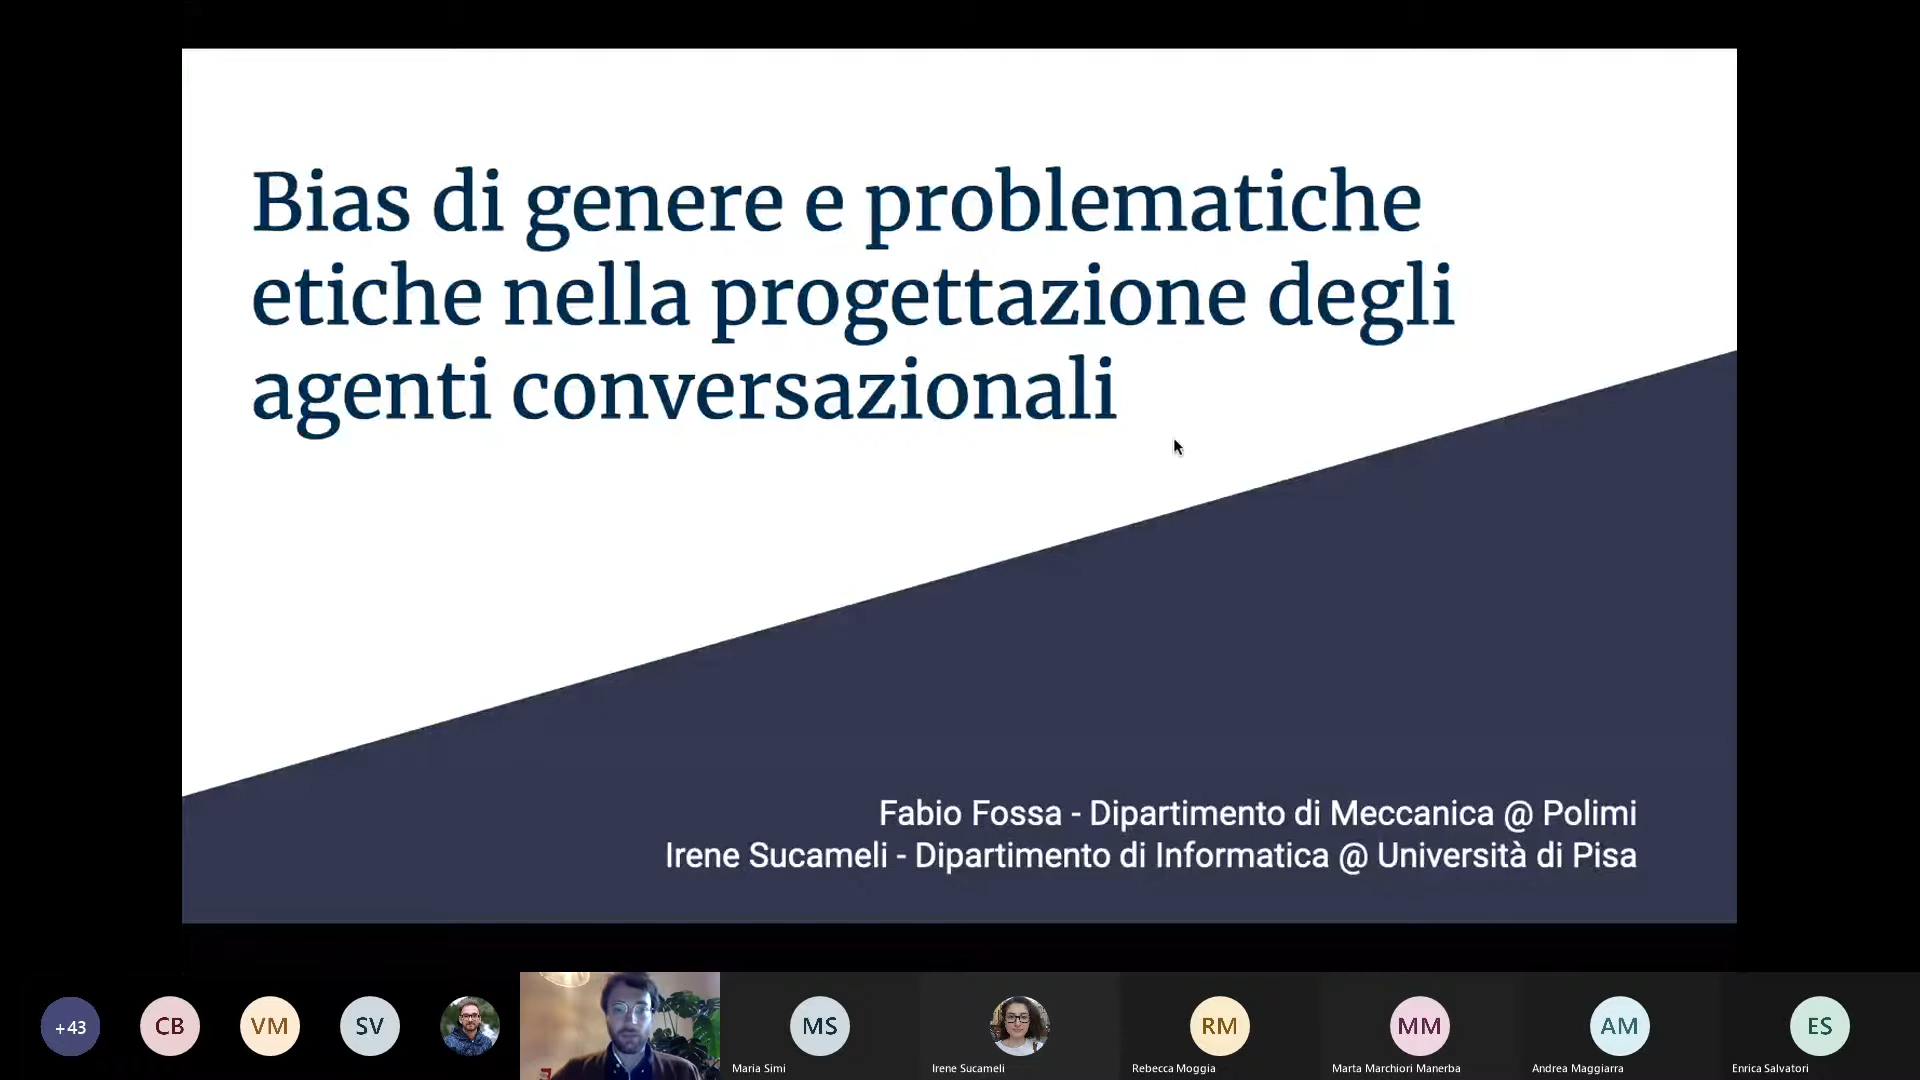 Bias di genere e problematiche
etiche nella progettazione degli
agenti conversazionali
Fabio Fossa - Dipartimento di Meccanica @ Polimi
Irene Sucameli - Dipartimento di Informatica @ Università di Pisa
+43
CB
VM
SV
MS
RM
MM
AM
ES
Maria Simi
Irene Sucameli
Rebecca Moggia
Marta Marchiori Manerba
Andrea Maggiarra
Enrica Salvatori